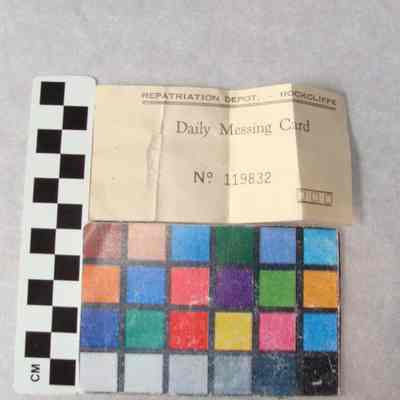 REPATRIATION DEPOT, .. ROCKCLIFFE
Daily Messing Card
Nº 119832
CM